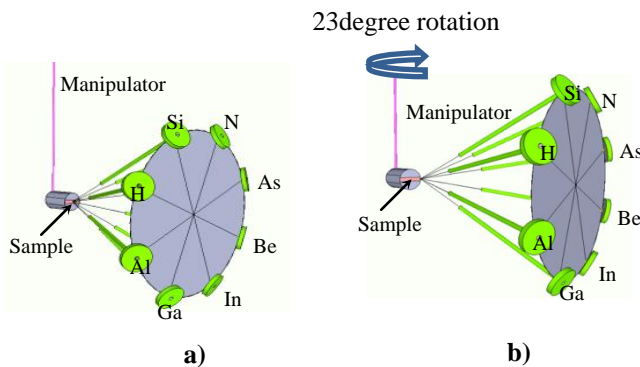 23degree rotation
Manipulator
Si
N
H
As
Sample
Be
Al
In
Ga
a)
Manipulator
Si
N
H
As
Sample
Be
Al
In
Ga
b)